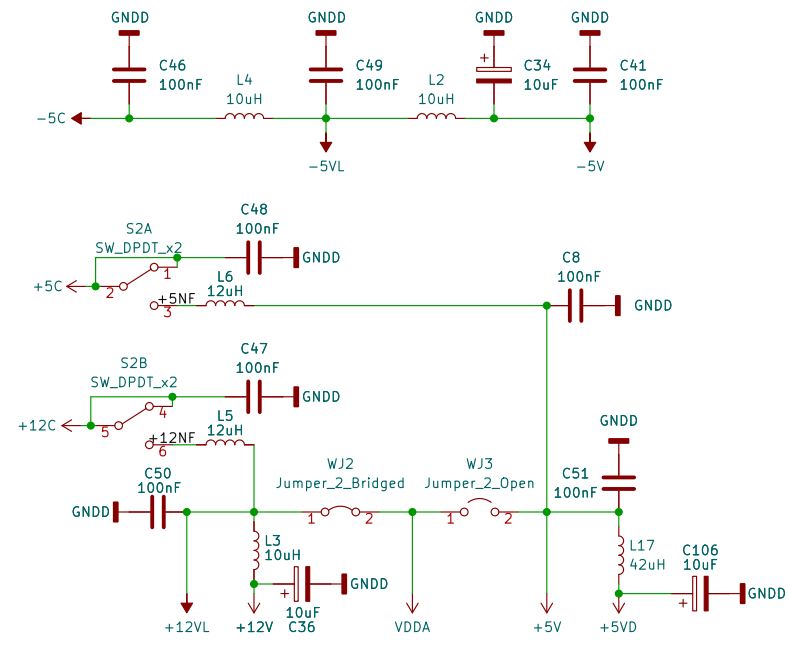 GNDD
GNDD
GNDD
GNDD
C46
100nF
L4
10uH
C49
100nF
L2
10uH
+
C34
10uF
C41
100nF
-5C
-5VL
-5V
S2A
SW_DPDT_x2
C48
100nF
GNDD
C8
100nF
+5C
2
1
L6
12uH
+5NF
3
GNDD
S2B
SW_DPDT_x2
C47
100nF
GNDD
+12C
5
4
L5
12uH
+12NF
6
GNDD
C50
100nF
WJ2
Jumper_2_Bridged
WJ3
Jumper_2_Open
C51
100nF
GNDD
1
2
1
2
L3
10uH
L17
42uH
C106
10uF
GNDD
+
10uF
C36
+
GNDD
+12VL
+12V
VDDA
+5V
+5VD